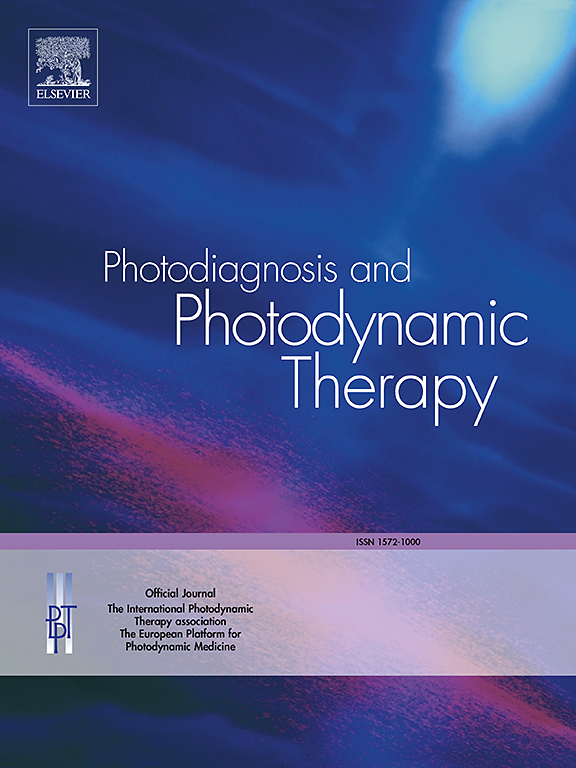 ELSEVIER
Photodiagnosis and
Photodynamic
Therapy
ISSN 1572-1000
PDT
Official Journal
The International Photodynamic
Therapy association
The European Platform for
Photodynamic Medicine